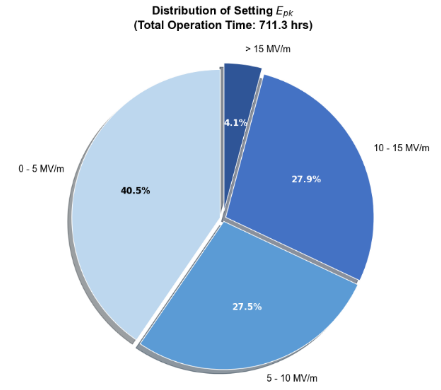 Distribution of Setting Epk
(Total Operation Time: 711.3 hrs)
> 15 MV/m
4.1%
10 - 15 MV/m
27.9%
0 - 5 MV/m
40.5%
27.5%
5 - 10 MV/m